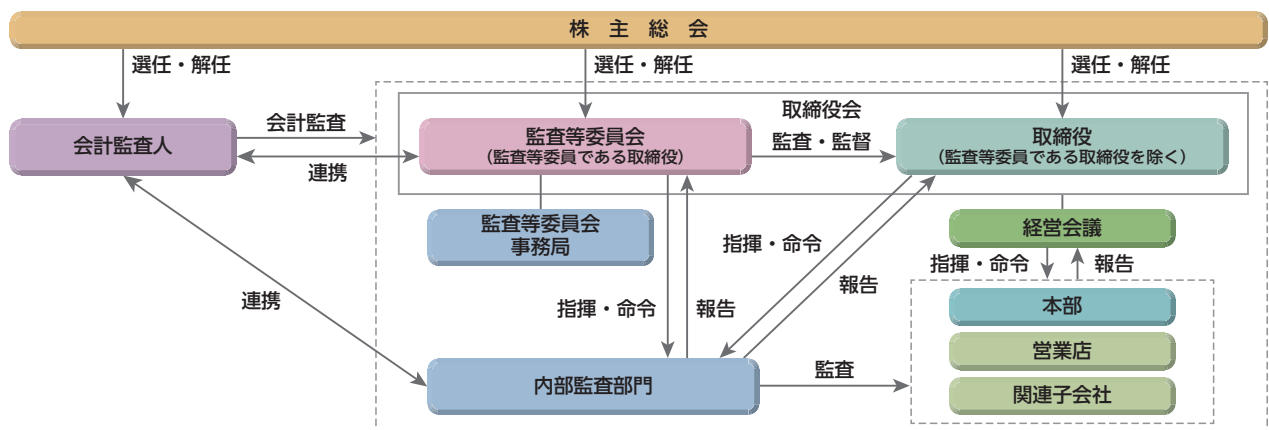 株主総会
選任・解任
選任・解任
選任・解任
取締役会
会計監査人
会計監査
連携
監査等委員会
(監査等委員である取締役)
監査・監督
取締役
(監査等委員である取締役を除く)
監査等委員会
事務局
経営会議
指揮・命令
報告
指揮・命令
報告
連携
指揮・命令
報告
本部
営業店
関連子会社
内部監査部門
監査